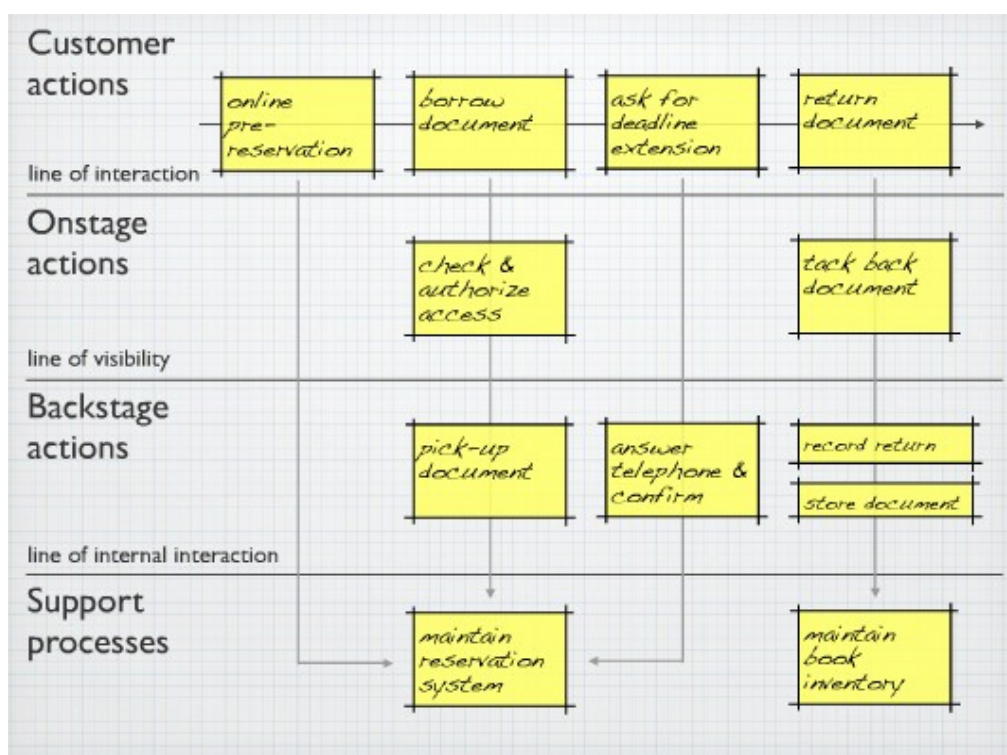 Customer
actions
online
pre-
reservation
borrow
document
ask for
deadline
extension
return
document
line of interaction
Onstage
actions
check &
authorize
access
tack back
document
line of visibility
Backstage
actions
pick-up
document
answer
telephone &
confirm
record return
store document
line of internal interaction
Support
processes
maintain
reservation
system
maintain
book
inventory